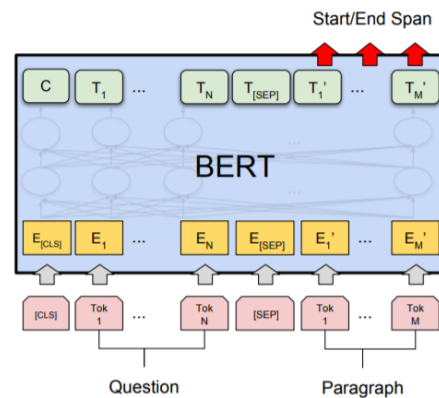 Start/End Span
C T1 ... TN T[SEP] T1' ... TM'
...
BERT
...
E[CLS] E1 ... EN E[SEP] E1' ... EM'
[CLS] Tok 1 ... Tok N [SEP] Tok 1 ... Tok M
Question Paragraph